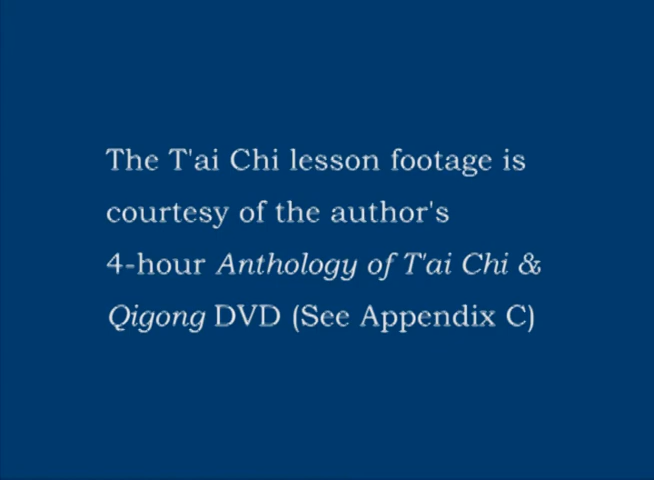 The T'ai Chi lesson footage is
courtesy of the author's
4-hour Anthology of T'ai Chi &
Qigong DVD (See Appendix C)